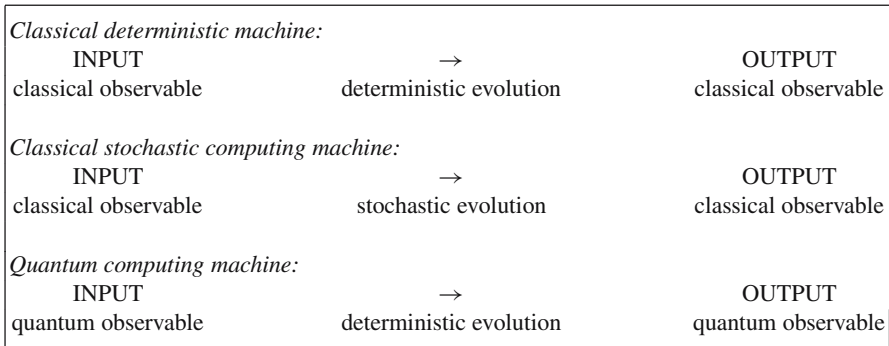 Classical deterministic machine:
INPUT → OUTPUT
classical observable deterministic evolution classical observable
Classical stochastic computing machine:
INPUT → OUTPUT
classical observable stochastic evolution classical observable
Quantum computing machine:
INPUT → OUTPUT
quantum observable deterministic evolution quantum observable